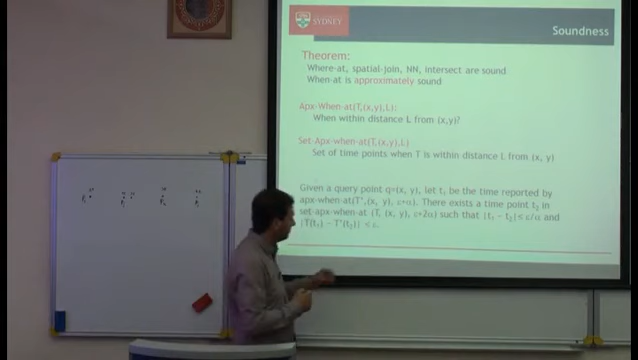 SYDNEY
Soundness
Theorem:
Where-at, spatial-join, NN, intersect are sound
When-at is approximately sound
Apx-When-at(T,(x,y),L):
When within distance L from (x,y)?
Set-Apx-when-at(T,(x,y),L)
Set of time points when T is within distance L from (x, y)
Given a query point q=(x, y), let t₁ be the time reported by
apx-when-at(T',(x, y), ε+α). There exists a time point t₂ in
set-apx-when-at (T, (x, y), ε+2α) such that |t₁ - t₂|≤ ε/α and
|T(t₁) - T'(t₂)| < ε.